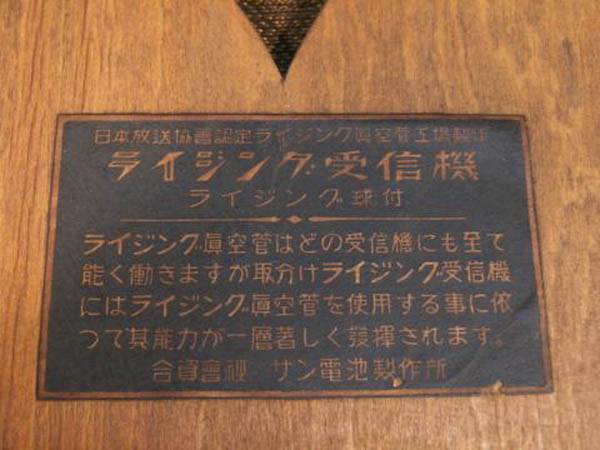 日本放送協會認定ライジング眞空管工場製作
ライジング受信機
ライジング球付
ライジング眞空管はどの受信機にも全て
能く働きますが取分けライジング受信機
にはライジング眞空管を使用する事に依
つて其能力が一層著しく發揮されます。
合資會社 サン電池製作所